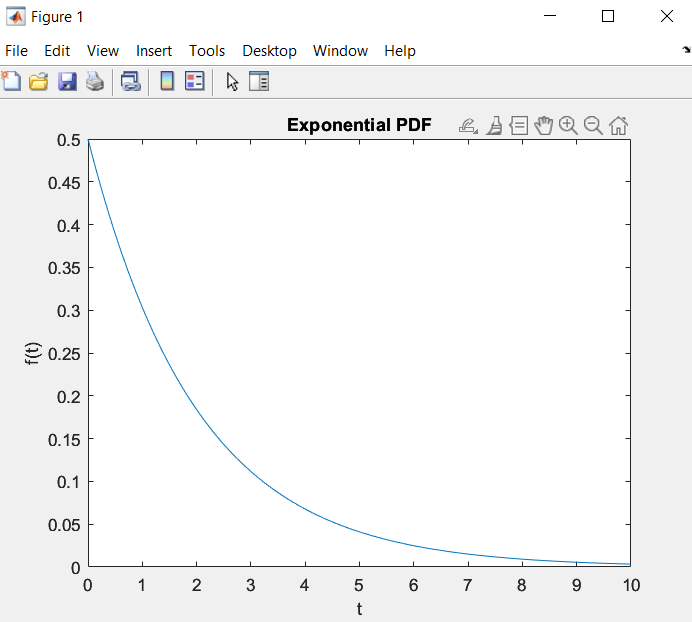 Figure 1
File Edit View Insert Tools Desktop Window Help
Exponential PDF
0.5
0.45
0.4
0.35
0.3
0.25
0.2
0.15
0.1
0.05
0
f(t)
0 1 2 3 4 5 6 7 8 9 10
t